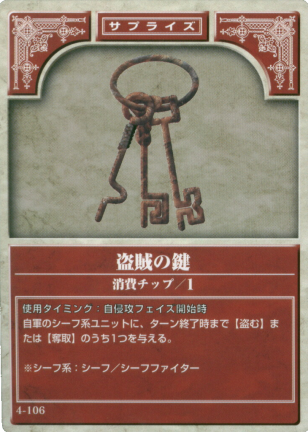 サプライズ
盗賊の鍵
消費チップ/1
使用タイミング:自侵攻フェイズ開始時
自軍のシーフ系ユニットに、ターン終了時まで【盗む】ま
たは【奪取】のうち1つを与える。
※シーフ系:シーフ/シーフファイター
4-106